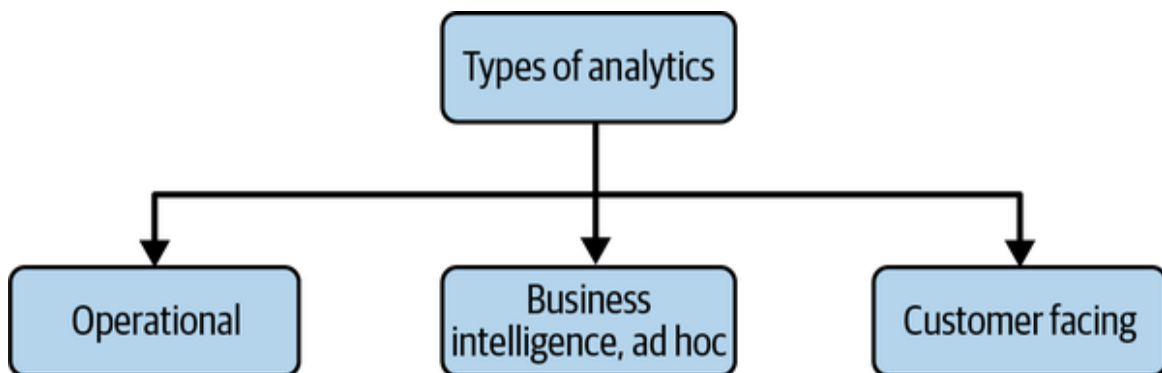 Types of analytics
Operational
Business
intelligence, ad hoc
Customer facing